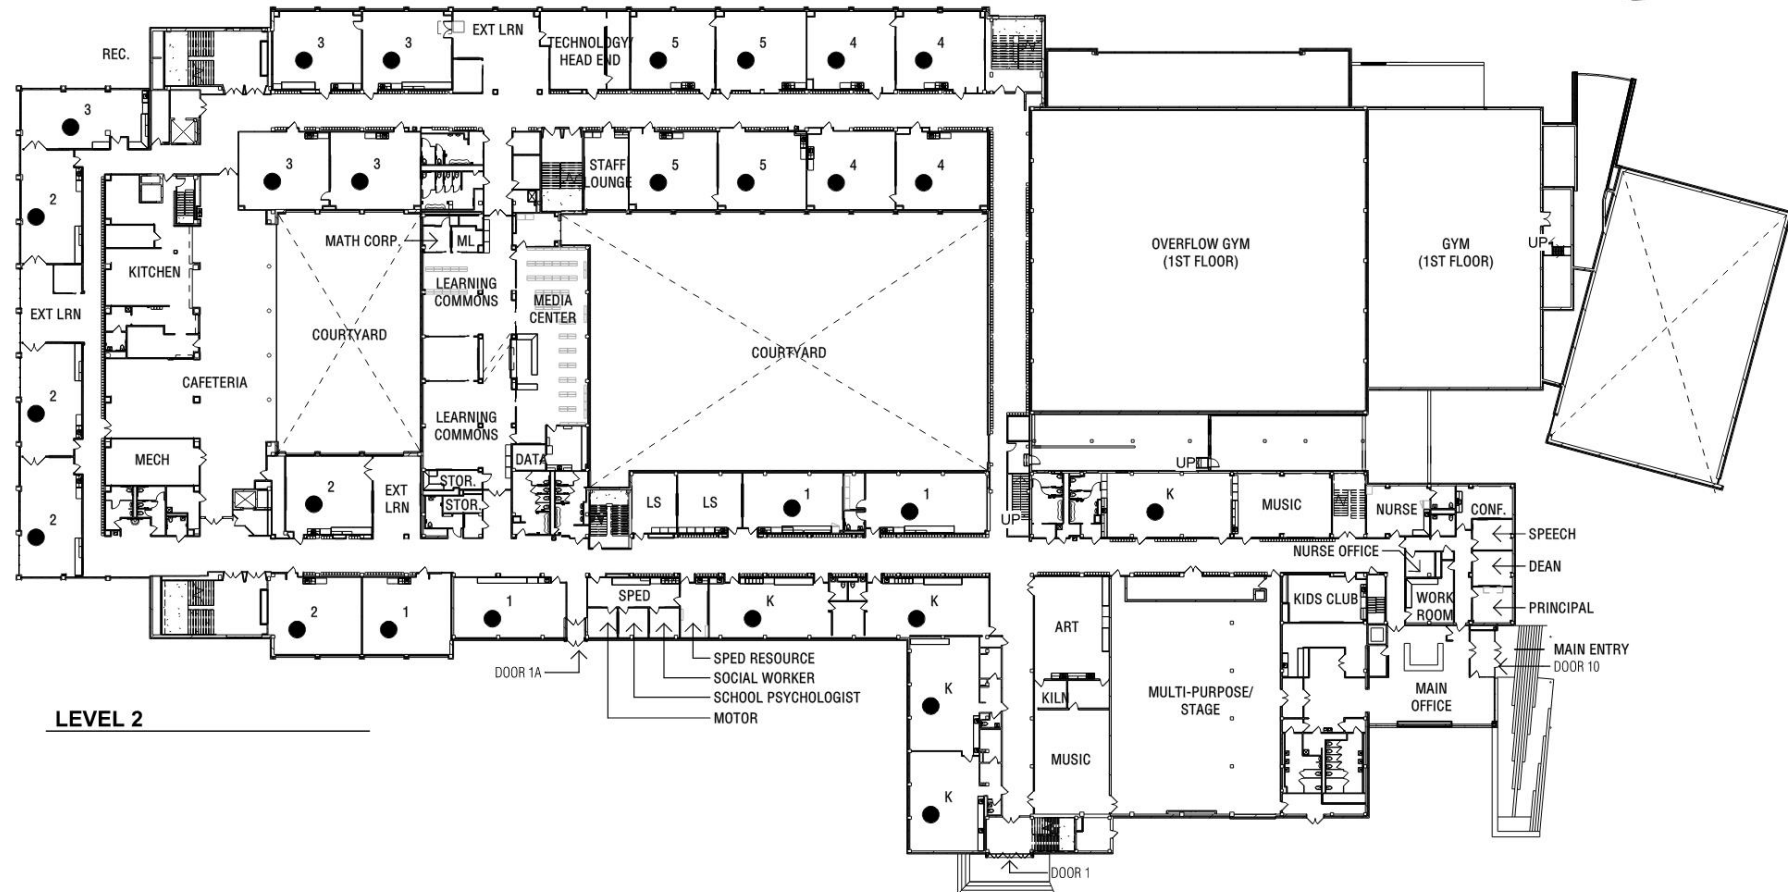 3
3
EXT LRN
TECHNOLOGY/
HEAD END
5
5
4
4
REC.
3
3
3
STAFF
LOUNGE
5
5
4
4
2
MATH CORP.
ML
KITCHEN
LEARNING
COMMONS
MEDIA
CENTER
OVERFLOW GYM
(1ST FLOOR)
GYM
(1ST FLOOR)
UP
EXT LRN
COURTYARD
COURTYARD
CAFETERIA
2
LEARNING
COMMONS
MECH
DATA
UP
2
EXT
LRN
STOR.
STOR.
LS
LS
1
1
K
MUSIC
NURSE
CONF.
2
UP
SPEECH
NURSE OFFICE
DEAN
2
1
1
SPED
K
K
KIDS CLUB
WORK
ROOM
PRINCIPAL
ART
MAIN ENTRY
DOOR 10
DOOR 1A
SPED RESOURCE
SOCIAL WORKER
SCHOOL PSYCHOLOGIST
MOTOR
K
KILN
MULTI-PURPOSE/
STAGE
MAIN
OFFICE
LEVEL 2
MUSIC
K
DOOR 1